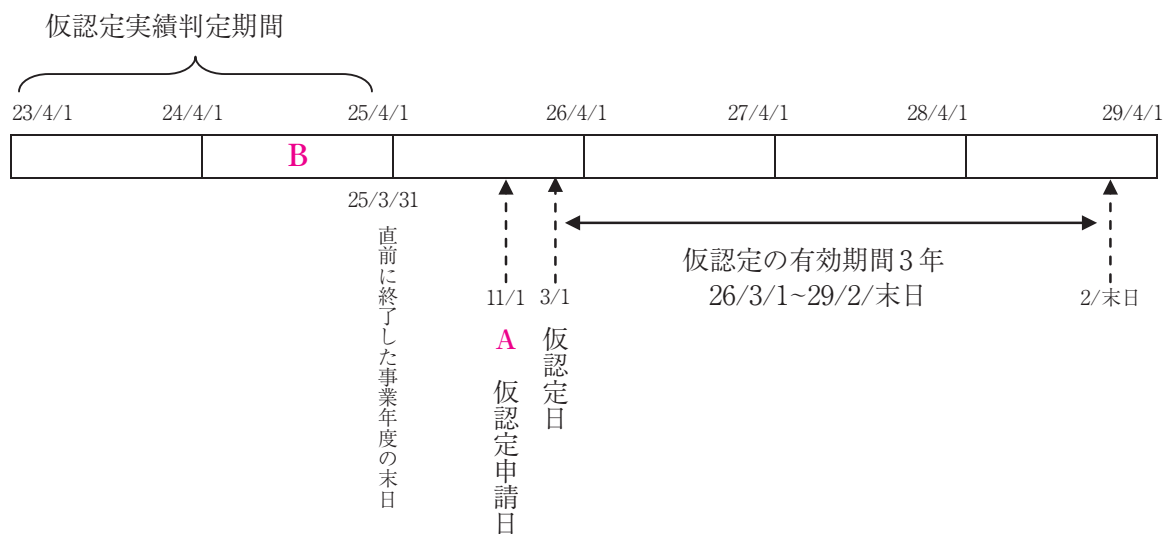 仮認定実績判定期間
23/4/1 24/4/1 25/4/1 26/4/1 27/4/1 28/4/1 29/4/1
B
25/3/31
直前に終了した事業年度の末日
11/1
A
仮認定申請日
3/1
仮認定日
仮認定の有効期間3年
26/3/1~29/2/末日
2/末日